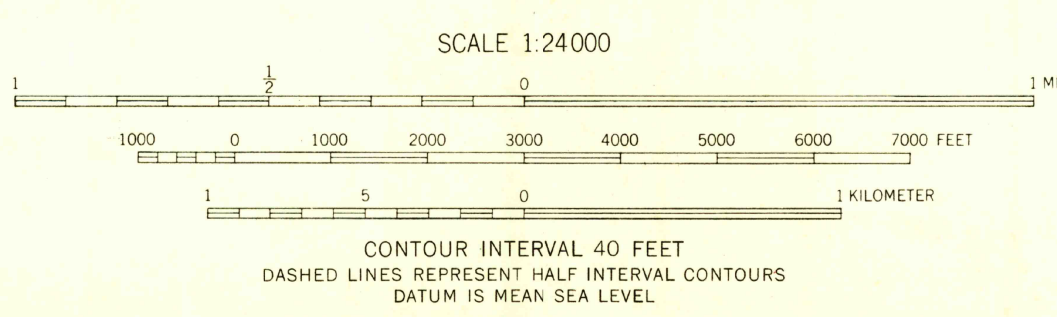 SCALE 1:24000
1 1/2 0 1
1000 0 1000 2000 3000 4000 5000 6000 7000 FEET
1 5 0 1 KILOMETER
CONTOUR INTERVAL 40 FEET
DASHED LINES REPRESENT HALF INTERVAL CONTOURS
DATUM IS MEAN SEA LEVEL